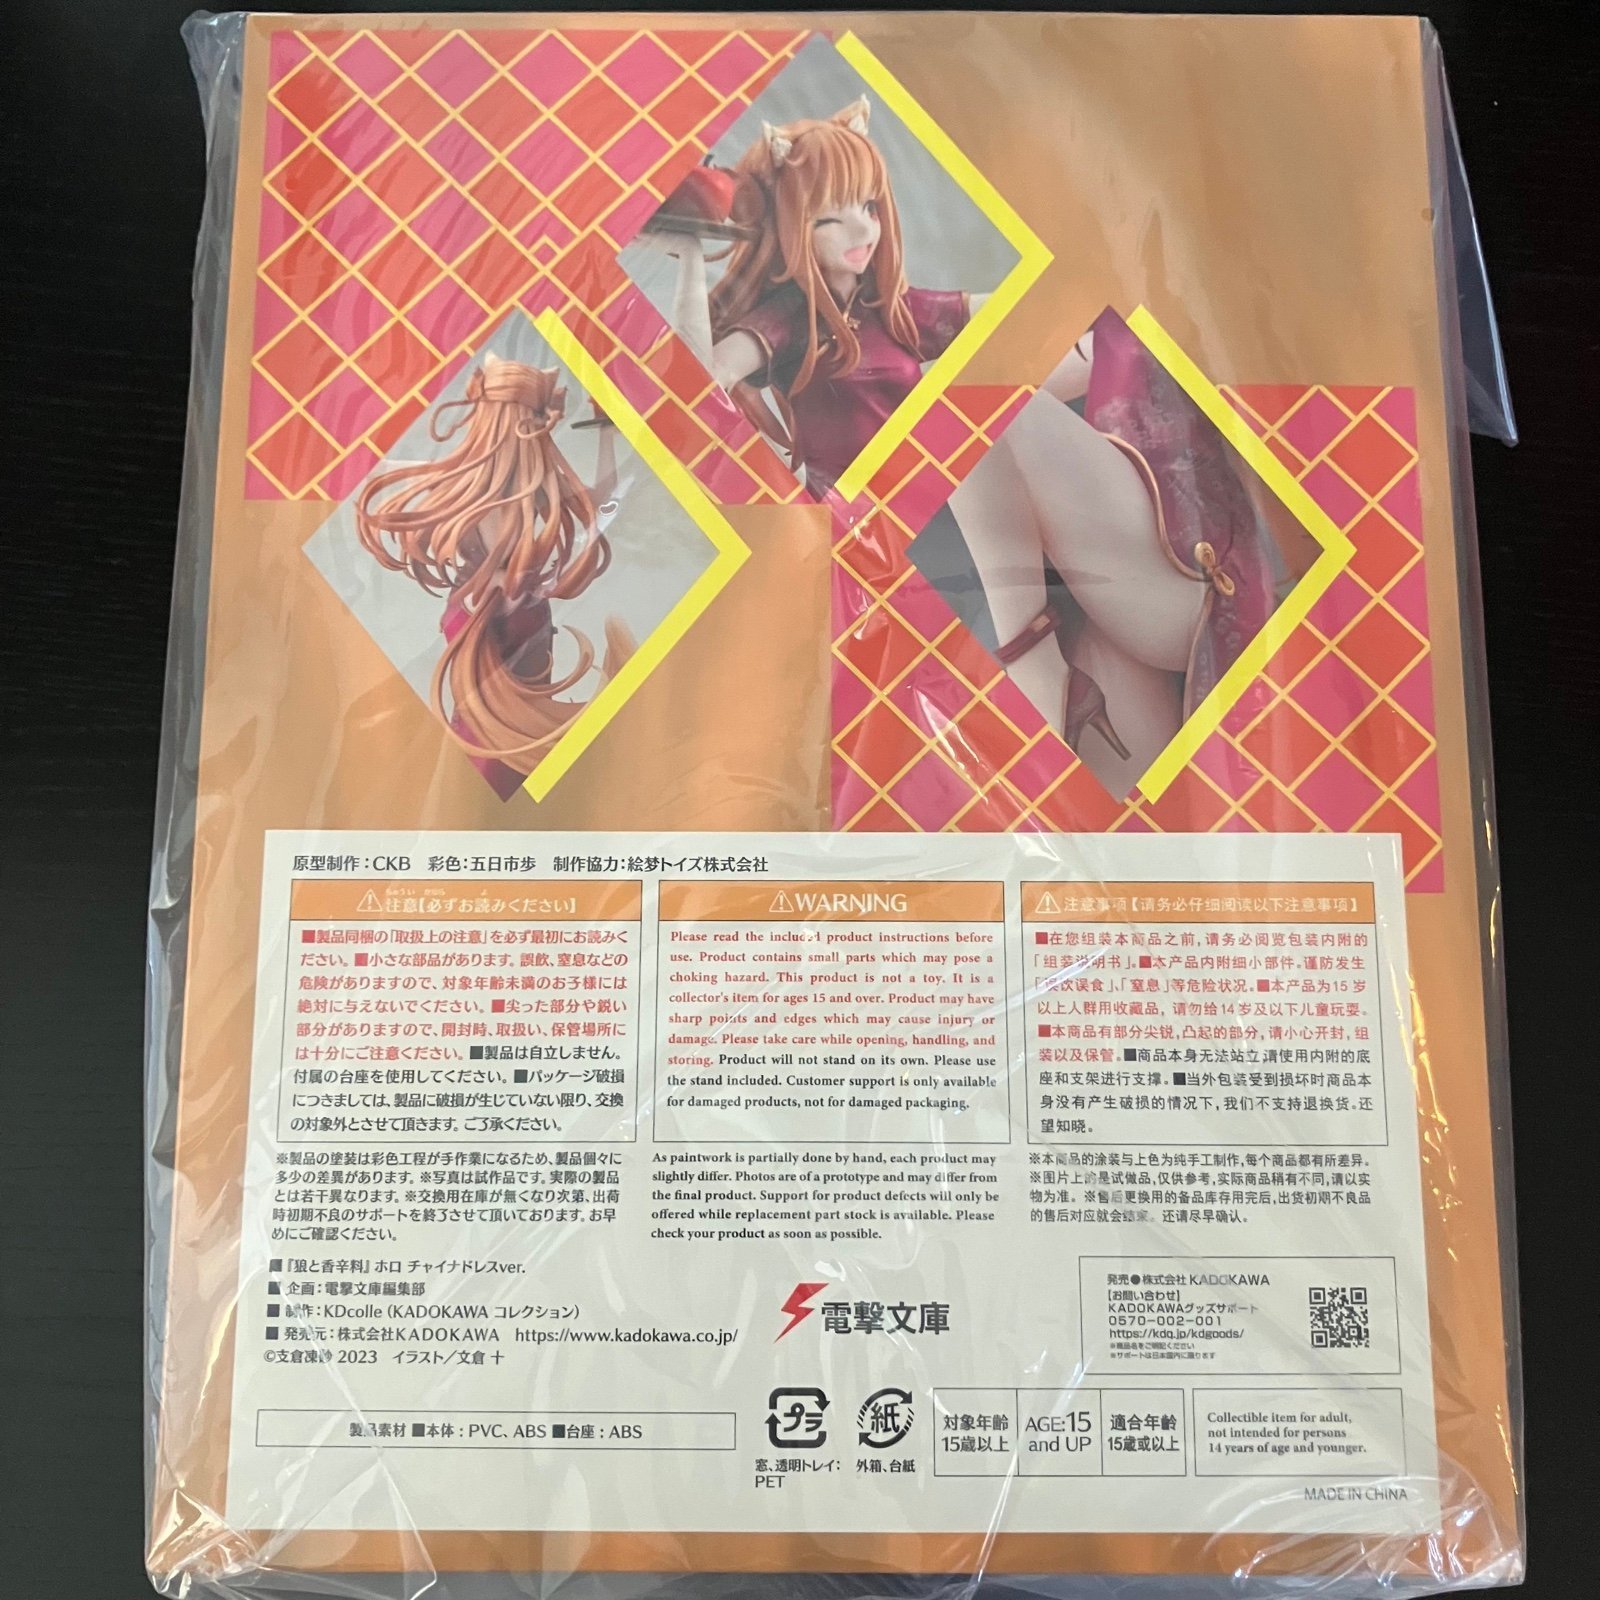 原型制作：CKB　彩色：五日市歩　制作協力：絵梦トイズ株式会社
ちゅうい かなら よ
⚠注意【必ずお読みください】
■製品同梱の「取扱上の注意」を必ず最初にお読みく
ださい。■小さな部品があります。誤飲、窒息などの
危険がありますので、対象年齢未満のお子様には
絶対に与えないでください。■尖った部分や鋭い
部分がありますので、開封時、取扱い、保管場所に
は十分にご注意ください。■製品は自立しません。
付属の台座を使用してください。■パッケージ破損
につきましては、製品に破損が生じていない限り、交換
の対象外とさせて頂きます。ご了承ください。
⚠WARNING
Please read the included product instructions before
use. Product contains small parts which may pose a
choking hazard. This product is not a toy. It is a
collector's item for ages 15 and over. Product may have
sharp points and edges which may cause injury or
damage. Please take care while opening, handling, and
storing. Product will not stand on its own. Please use
the stand included. Customer support is only available
for damaged products, not for damaged packaging.
⚠注意事项【请务必仔细阅读以下注意事项】
■在您组装本商品之前,请务必阅览包装内附的
「组装说明书」。■本产品内附细小部件。谨防发生
「误饮误食」、「窒息」等危险状况。■本产品为15岁
以上人群用收藏品, 请勿给14岁及以下儿童玩耍。
■本商品有部分尖锐,凸起的部分,请小心开封,组
装以及保管。■商品本身无法站立,请使用内附的底
座和支架进行支撑。■当外包装受到损坏时商品本
身没有产生破损的情况下,我们不支持退换货。还
望知晓。
※製品の塗装は彩色工程が手作業になるため、製品個々に
多少の差異があります。※写真は試作品です。実際の製品
とは若干異なります。※交換用在庫が無くなり次第、出荷
時初期不良のサポートを終了させて頂いております。お早
めにご確認ください。
As paintwork is partially done by hand, each product may
slightly differ. Photos are of a prototype and may differ from
the final product. Support for product defects will only be
offered while replacement part stock is available. Please
check your product as soon as possible.
※本商品的涂装与上色为纯手工制作,每个商品都有所差异。
※图片上的是试做品,仅供参考,实际商品稍有不同,请以实
物为准。※售后更换用的备品库存用完后,出货初期不良品
的售后对应就会结束。还请尽早确认。
■『狼と香辛料』ホロ チャイナドレスver.
■ 企画：電撃文庫編集部
■ 制作：KDcolle (KADOKAWA コレクション)
■ 発売元：株式会社KADOKAWA　https://www.kadokawa.co.jp/
©支倉凍砂 2023　イラスト／文倉 十
電撃文庫
発売●株式会社 KADOKAWA
【お問い合わせ】
KADOKAWAグッズサポート
0570-002-001
https://kdq.jp/kdgoods/
※商品名をご明記ください
※サポートは日本国内に限ります
製品素材 ■本体：PVC、ABS ■台座：ABS
プラ
窓、透明トレイ：
PET
紙
外箱、台紙
対象年齢
15歳以上
AGE:15
and UP
適合年齢
15歳或以上
Collectible item for adult,
not intended for persons
14 years of age and younger.
MADE IN CHINA